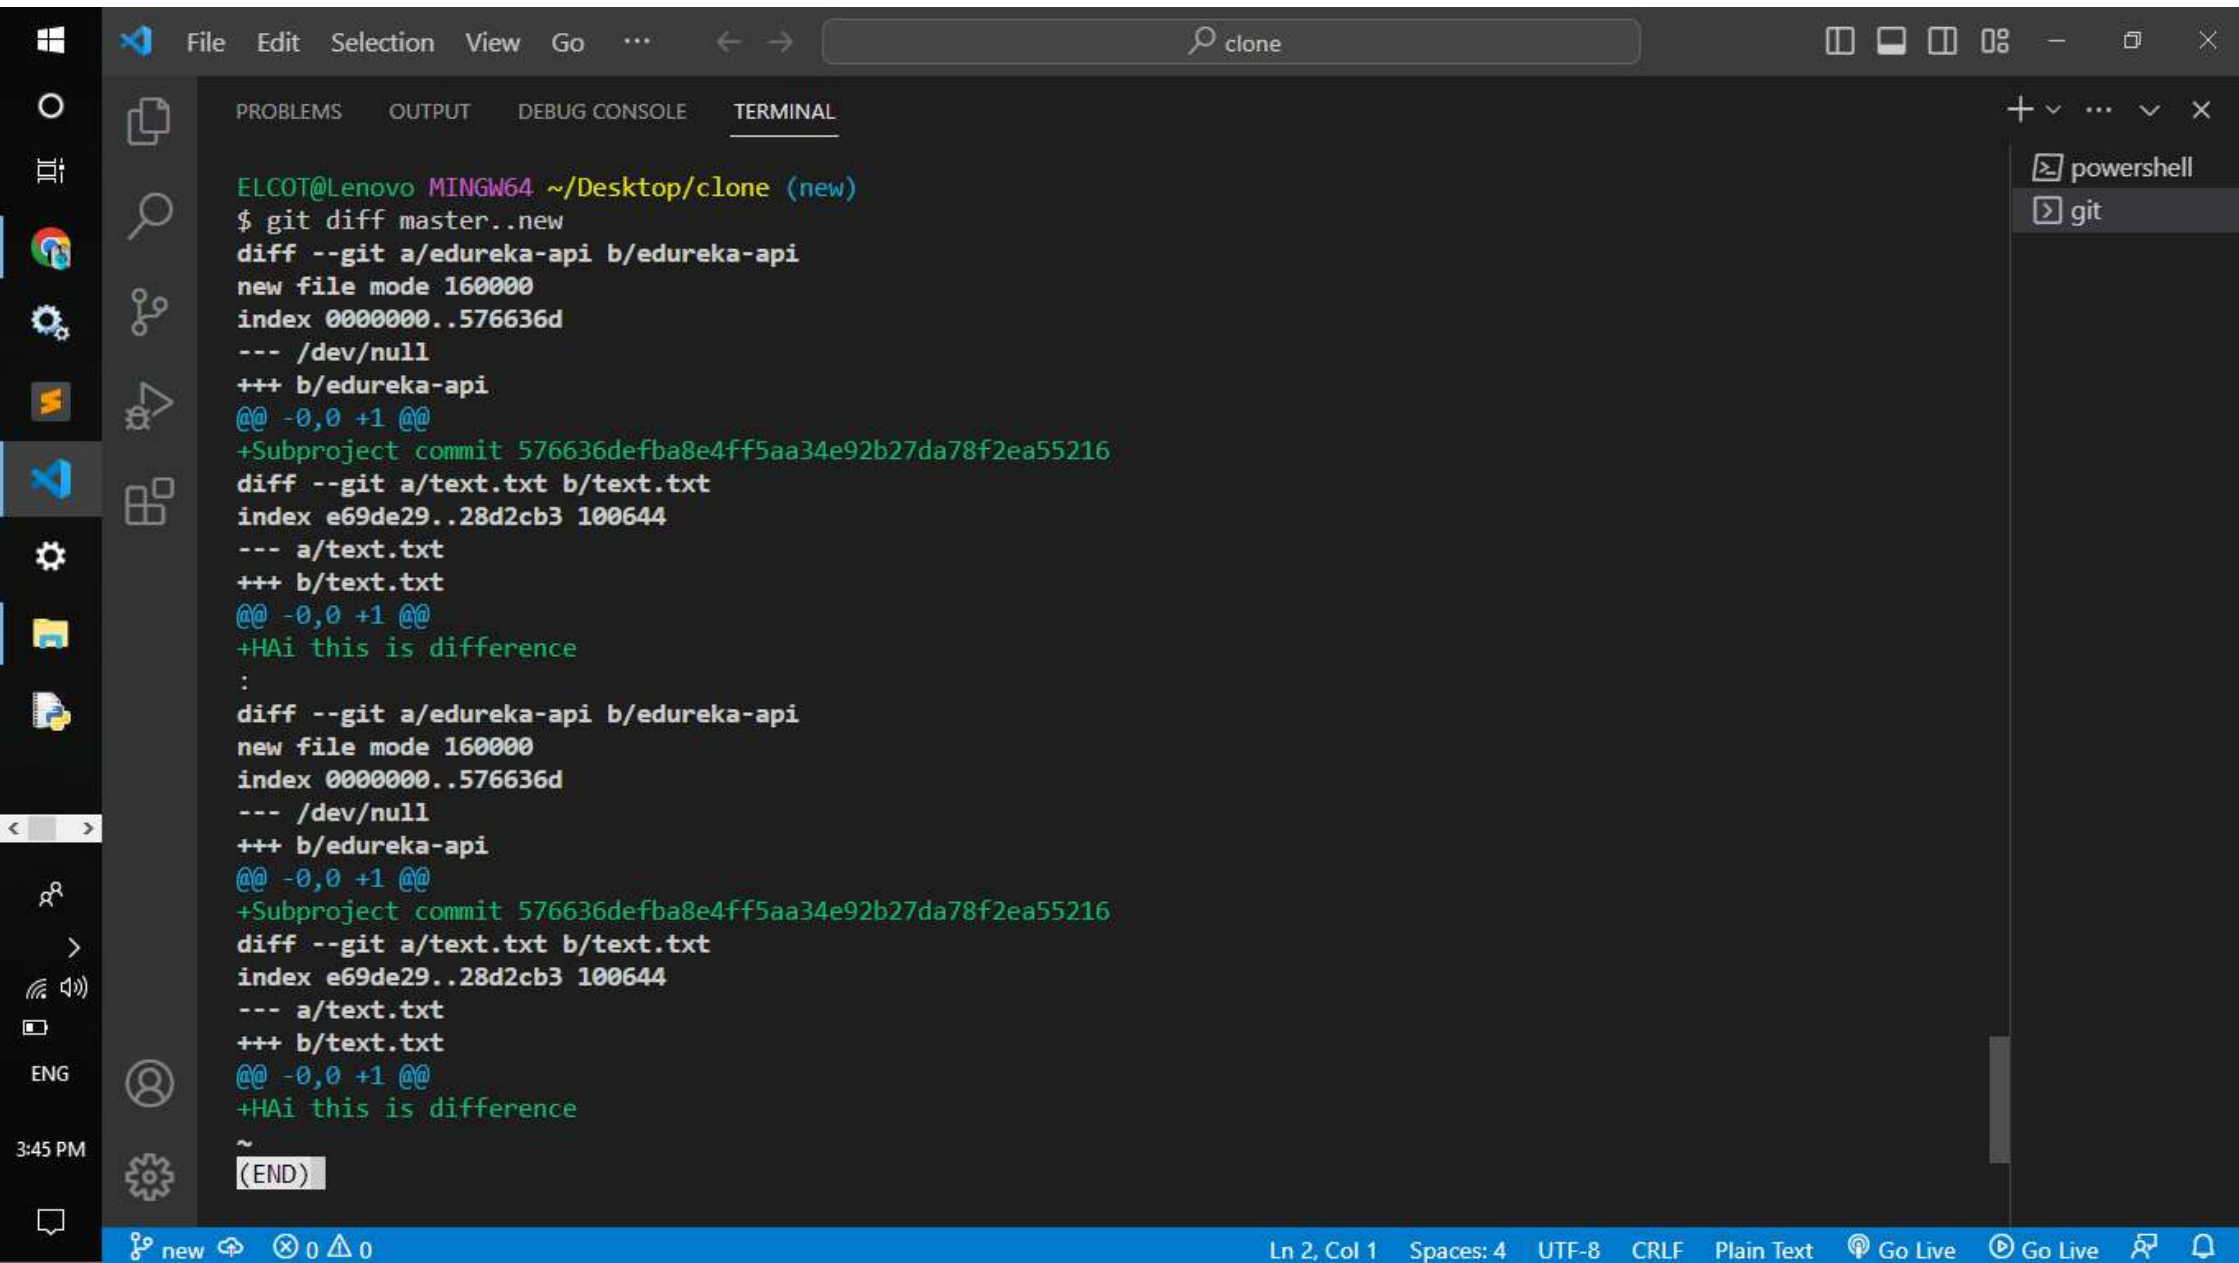 File Edit Selection View Go ··· clone
PROBLEMS OUTPUT DEBUG CONSOLE TERMINAL
powershell
git
ELCOT@Lenovo MINGW64 ~/Desktop/clone (new)
$ git diff master..new
diff --git a/edureka-api b/edureka-api
new file mode 160000
index 0000000..576636d
--- /dev/null
+++ b/edureka-api
@@ -0,0 +1 @@
+Subproject commit 576636defba8e4ff5aa34e92b27da78f2ea55216
diff --git a/text.txt b/text.txt
index e69de29..28d2cb3 100644
--- a/text.txt
+++ b/text.txt
@@ -0,0 +1 @@
+HAi this is difference
:
diff --git a/edureka-api b/edureka-api
new file mode 160000
index 0000000..576636d
--- /dev/null
+++ b/edureka-api
@@ -0,0 +1 @@
+Subproject commit 576636defba8e4ff5aa34e92b27da78f2ea55216
diff --git a/text.txt b/text.txt
index e69de29..28d2cb3 100644
--- a/text.txt
+++ b/text.txt
@@ -0,0 +1 @@
+HAi this is difference
~
(END)
ENG
3:45 PM
new 0 0 Ln 2, Col 1 Spaces: 4 UTF-8 CRLF Plain Text Go Live Go Live